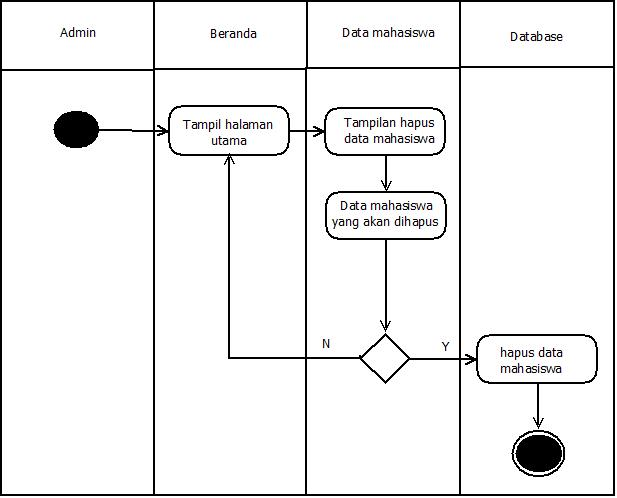 Admin
Beranda
Data mahasiswa
Database
Tampil halaman
utama
Tampilan hapus
data mahasiswa
Data mahasiswa
yang akan dihapus
N
Y
hapus data
mahasiswa